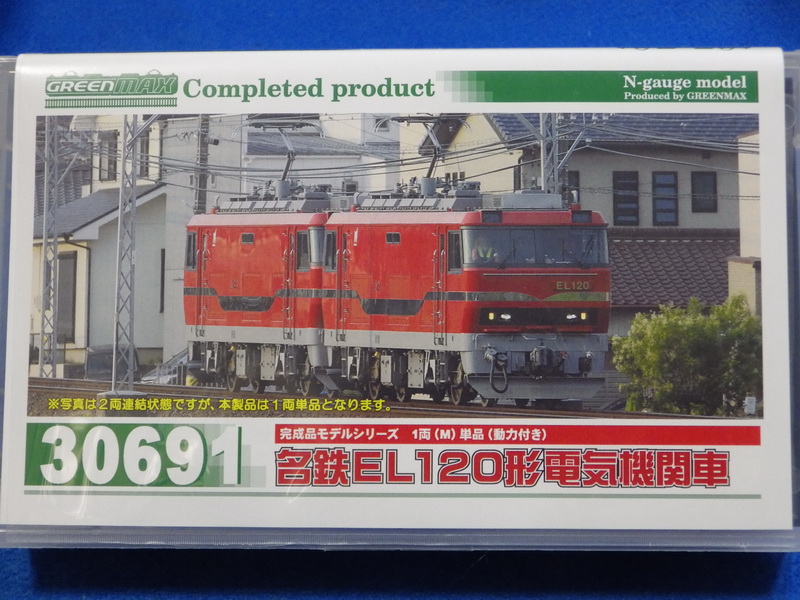 GREENMAX Completed product
N-gauge model
Produced by GREENMAX
EL120
※写真は2両連結状態ですが、本製品は1両単品となります。
30691
完成品モデルシリーズ 1両(M)単品(動力付き)
名鉄EL120形電気機関車